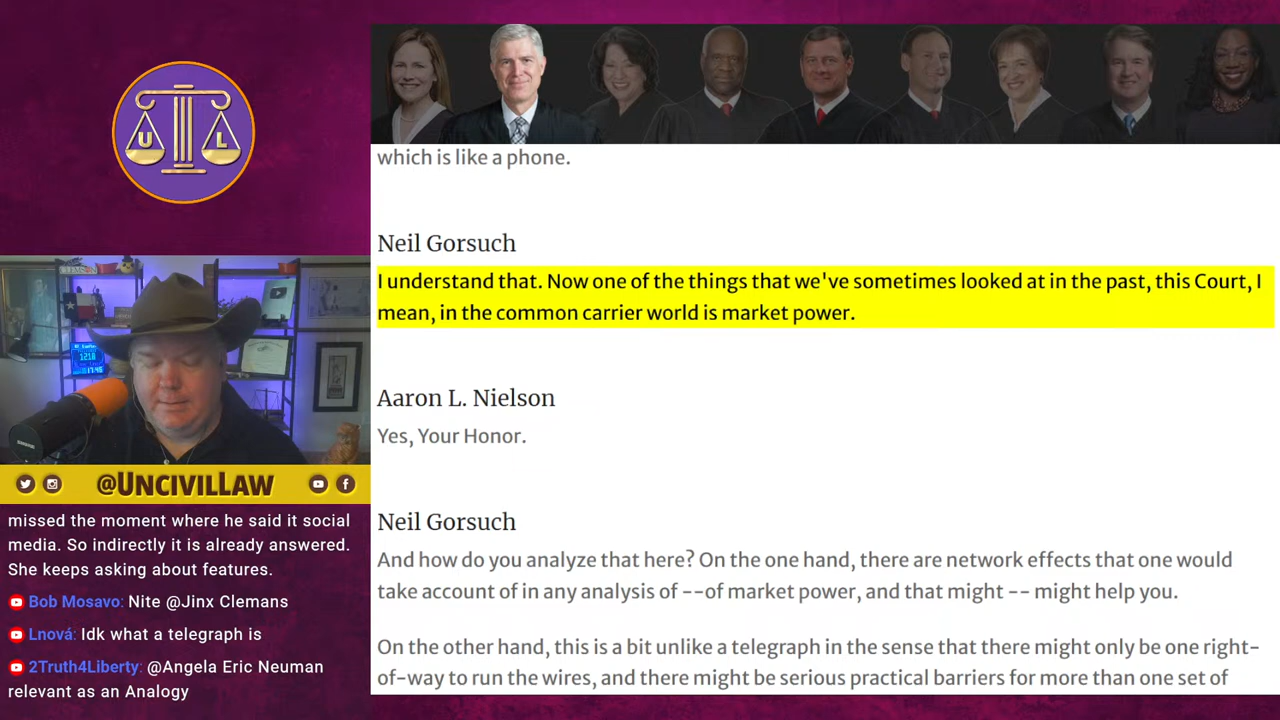 U L
@UNCIVILLAW
missed the moment where he said it social
media. So indirectly it is already answered.
She keeps asking about features.
Bob Mosavo: Nite @Jinx Clemans
Lnová: Idk what a telegraph is
2Truth4Liberty: @Angela Eric Neuman
relevant as an Analogy
which is like a phone.
Neil Gorsuch
I understand that. Now one of the things that we've sometimes looked at in the past, this Court, I
mean, in the common carrier world is market power.
Aaron L. Nielson
Yes, Your Honor.
Neil Gorsuch
And how do you analyze that here? On the one hand, there are network effects that one would
take account of in any analysis of --of market power, and that might -- might help you.
On the other hand, this is a bit unlike a telegraph in the sense that there might only be one right-
of-way to run the wires, and there might be serious practical barriers for more than one set of